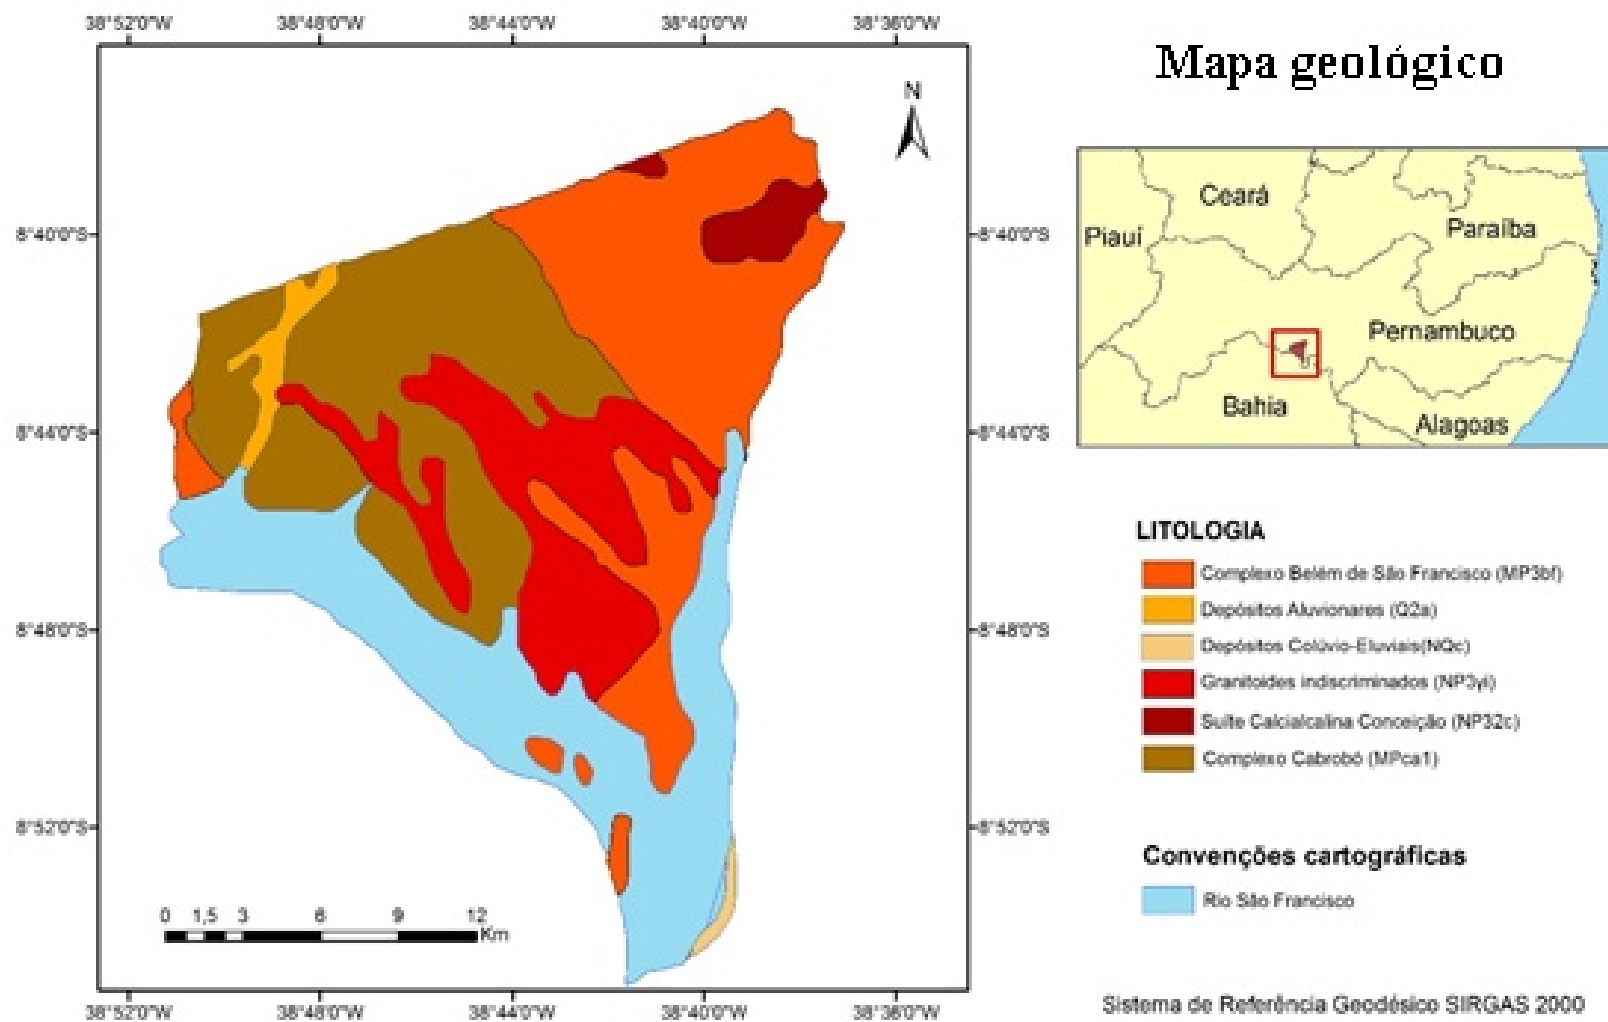 38°52'0"W 38°48'0"W 38°44'0"W 38°40'0"W 38°36'0"W
Mapa geológico
N
8°40'0"S 8°40'0"S
8°44'0"S 8°44'0"S
8°48'0"S 8°48'0"S
8°52'0"S 8°52'0"S
Ceará
Piauí
Paraíba
Pernambuco
Bahia
Alagoas
LITOLOGIA
Complexo Belém de São Francisco (MP3bf)
Depósitos Aluvionares (Q2a)
Depósitos Colúvio-Eluviais(NQc)
Granitoides indiscriminados (NP3γi)
Suíte Calcialcalina Conceição (NP32c)
Complexo Cabrobó (MPca1)
Convenções cartográficas
Rio São Francisco
0 1,5 3 6 9 12
Km
38°52'0"W 38°48'0"W 38°44'0"W 38°40'0"W 38°36'0"W
Sistema de Referência Geodésico SIRGAS 2000